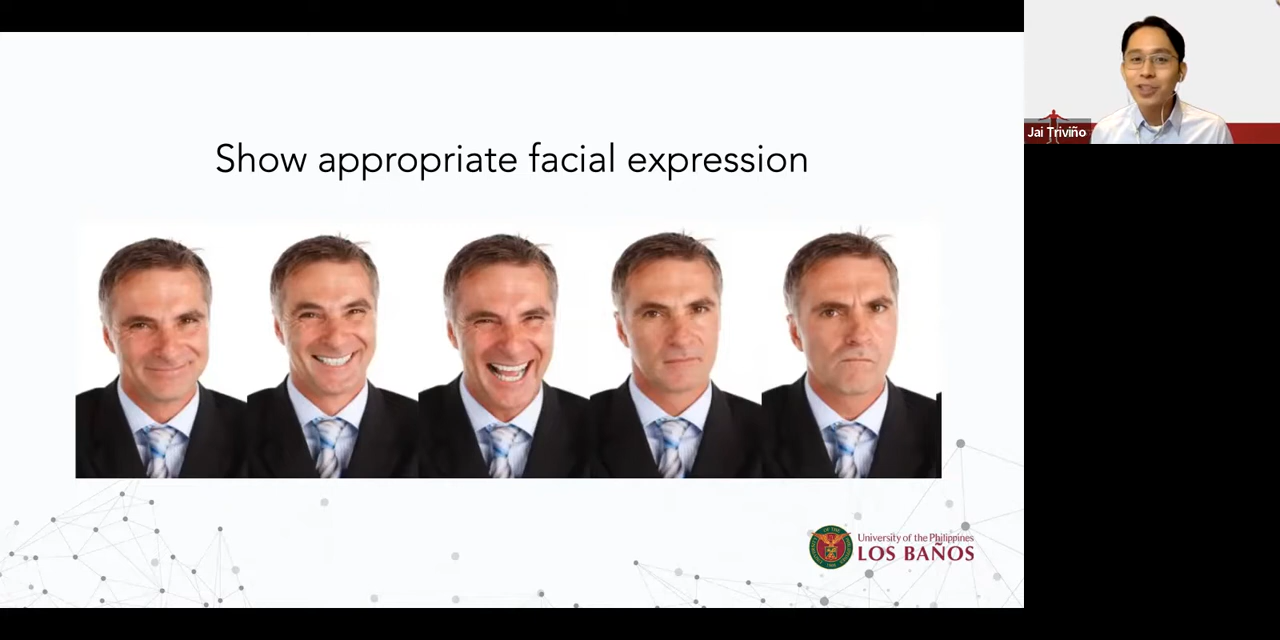 Show appropriate facial expression
Jai Triviño
University of the Philippines
LOS BAÑOS